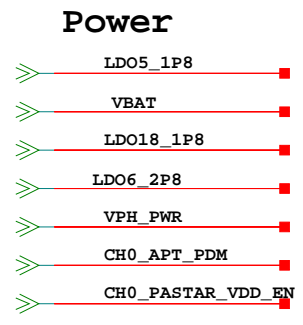 Power
LDO5_1P8
VBAT
LDO18_1P8
LDO6_2P8
VPH_PWR
CH0_APT_PDM
CH0_PASTAR_VDD_EN